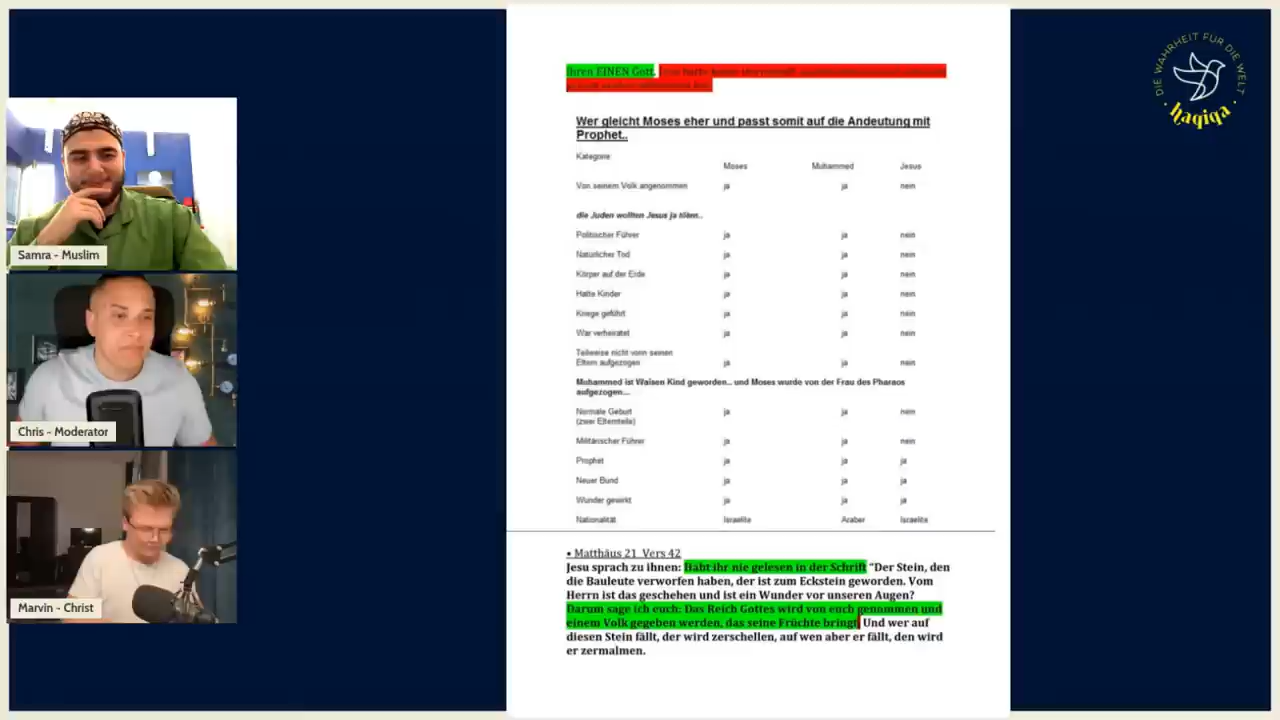 Ihren EINEN Gott.
Wer gleicht Moses eher und passt somit auf die Andeutung mit
Prophet..
Kategorie:
Moses Muhammed Jesus
Von seinem Volk angenommen ja ja nein
die Juden wollten Jesus ja töten..
Politischer Führer ja ja nein
Natürlicher Tod ja ja nein
Körper auf der Erde ja ja nein
Hatte Kinder ja ja nein
Kriege geführt ja ja nein
War verheiratet ja ja nein
Teilweise nicht vom seinen
Eltern aufgezogen ja ja nein
Muhammed ist Waisen Kind geworden.. und Moses wurde von der Frau des Pharaos
aufgezogen...
Normale Geburt ja ja nein
(zwei Elternteile)
Militärischer Führer ja ja nein
Prophet ja ja ja
Neuer Bund ja ja ja
Wunder gewirkt ja ja ja
Nationalität Israelite Araber Israelite
• Matthäus 21 Vers 42
Jesu sprach zu ihnen: Habt ihr nie gelesen in der Schrift "Der Stein, den
die Bauleute verworfen haben, der ist zum Eckstein geworden. Vom
Herrn ist das geschehen und ist ein Wunder vor unseren Augen?
Darum sage ich euch: Das Reich Gottes wird von euch genommen und
einem Volk gegeben werden, das seine Früchte bringt. Und wer auf
diesen Stein fällt, der wird zerschellen, auf wen aber er fällt, den wird
er zermalmen.
Samra - Muslim
Chris - Moderator
Marvin - Christ
DIE WAHRHEIT FÜR DIE WELT
haqiqa